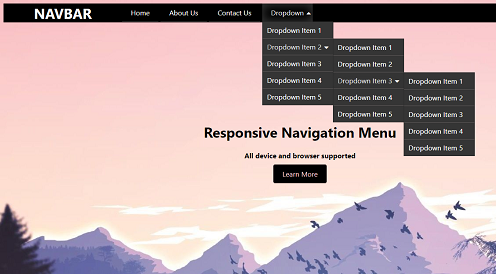 NAVBAR Home About Us Contact Us Dropdown
Dropdown Item 1
Dropdown Item 2
Dropdown Item 3
Dropdown Item 4
Dropdown Item 5
Dropdown Item 1
Dropdown Item 2
Dropdown Item 3
Dropdown Item 4
Dropdown Item 5
Dropdown Item 1
Dropdown Item 2
Dropdown Item 3
Dropdown Item 4
Dropdown Item 5
Responsive Navigation Menu
All device and browser supported
Learn More